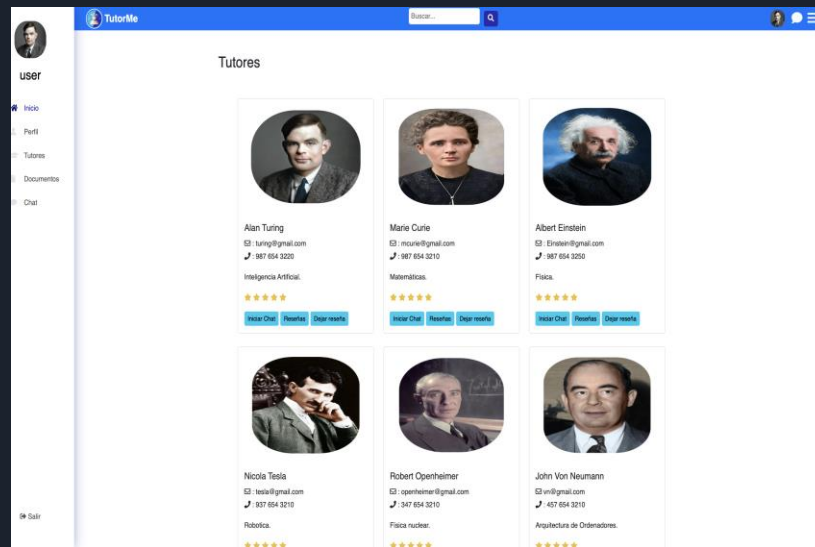 TutorMe
Buscar...
user
Inicio
Perfil
Tutores
Documentos
Chat
Salir
Tutores
Alan Turing
: turing@gmail.com
: 987 654 3220
Inteligencia Artificial.
Iniciar Chat Reseñas Dejar reseña
Marie Curie
: mcurie@gmail.com
: 987 654 3210
Matemáticas.
Iniciar Chat Reseñas Dejar reseña
Albert Einstein
: Einstein@gmail.com
: 987 654 3250
Física.
Iniciar Chat Reseñas Dejar reseña
Nicola Tesla
: tesla@gmail.com
: 937 654 3210
Robotica.
Robert Openheimer
: openheimer@gmail.com
: 347 654 3210
Fisica nuclear.
John Von Neumann
: vn@gmail.com
: 457 654 3210
Arquitectura de Ordenadores.